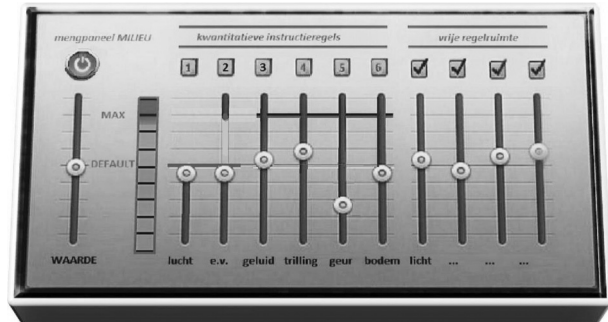 mengpaneel MILIEU
kwantitatieve instructieregels
vrije regelruimte
1 2 3 4 5 6
MAX
DEFAULT
WAARDE lucht e.v. geluid trilling geur bodem licht ... ... ...